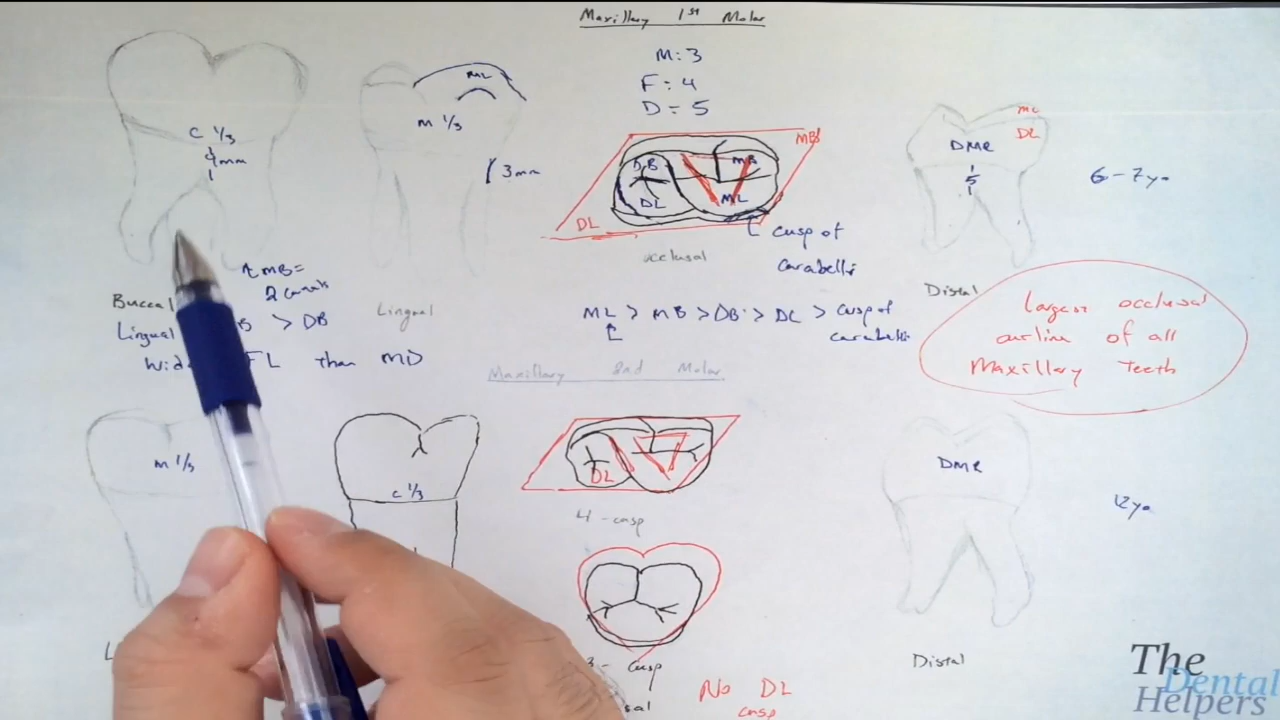 Maxillary 1st Molar
M: 3
F: 4
D = 5
C 1/3
4mm
M 1/3
ML
3mm
MB
DB
MB
DL
ML
DL
DMR
5
MC
DL
6-7yo
cusp of
carabelli
occlusal
MB =
2 canals
Buccal
Lingual
B > DB
Lingual
FL than MD
ML > MB > DB > DL > Cusp of
carabelli
Distal
Largest occlusal
outline of all
Maxillary Teeth
Maxillary 2nd Molar
M 1/3
C 1/3
DL
4-cusp
3-cusp
No DL
cusp
DMR
12yo
Distal
The
Dental
Helpers